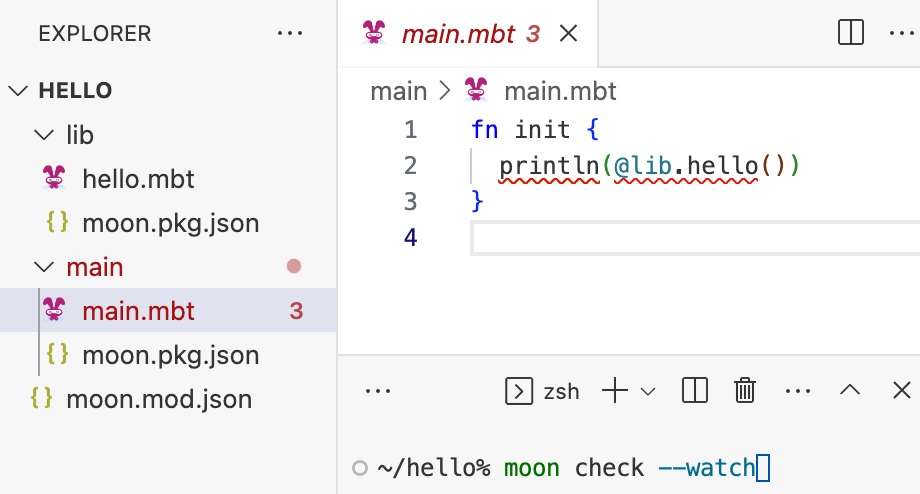 EXPLORER ...
HELLO
lib
hello.mbt
{} moon.pkg.json
main
main.mbt 3
{} moon.pkg.json
{} moon.mod.json
main.mbt 3
main > main.mbt
1 fn init {
2 println(@lib.hello())
3 }
4
... zsh ...
~/hello% moon check --watch